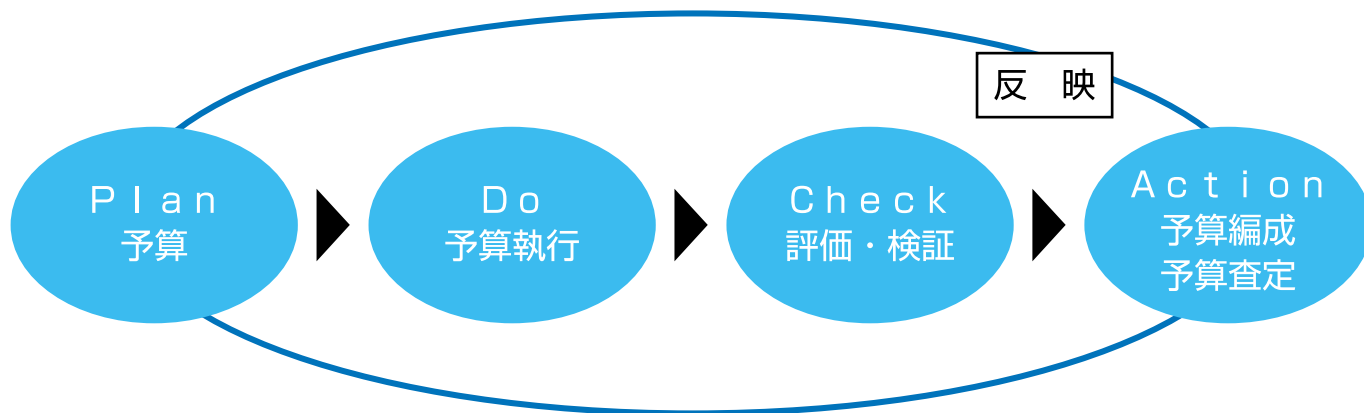 反　映
Ｐｌａｎ
予算
Ｄｏ
予算執行
Ｃｈｅｃｋ
評価・検証
Ａｃｔｉｏｎ
予算編成
予算査定